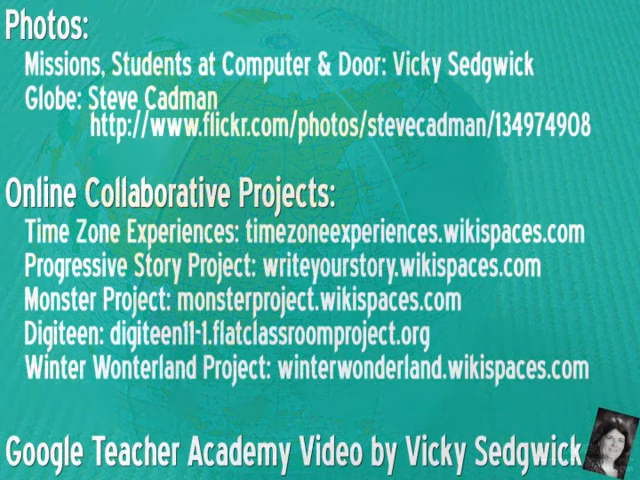 Photos:
Missions, Students at Computer & Door: Vicky Sedgwick
Globe: Steve Cadman
http://www.flickr.com/photos/stevecadman/134974908
Online Collaborative Projects:
Time Zone Experiences: timezoneexperiences.wikispaces.com
Progressive Story Project: writeyourstory.wikispaces.com
Monster Project: monsterproject.wikispaces.com
Digiteen: digiteen11-1.flatclassroomproject.org
Winter Wonterland Project: winterwonderland.wikispaces.com
Google Teacher Academy Video by Vicky Sedgwick